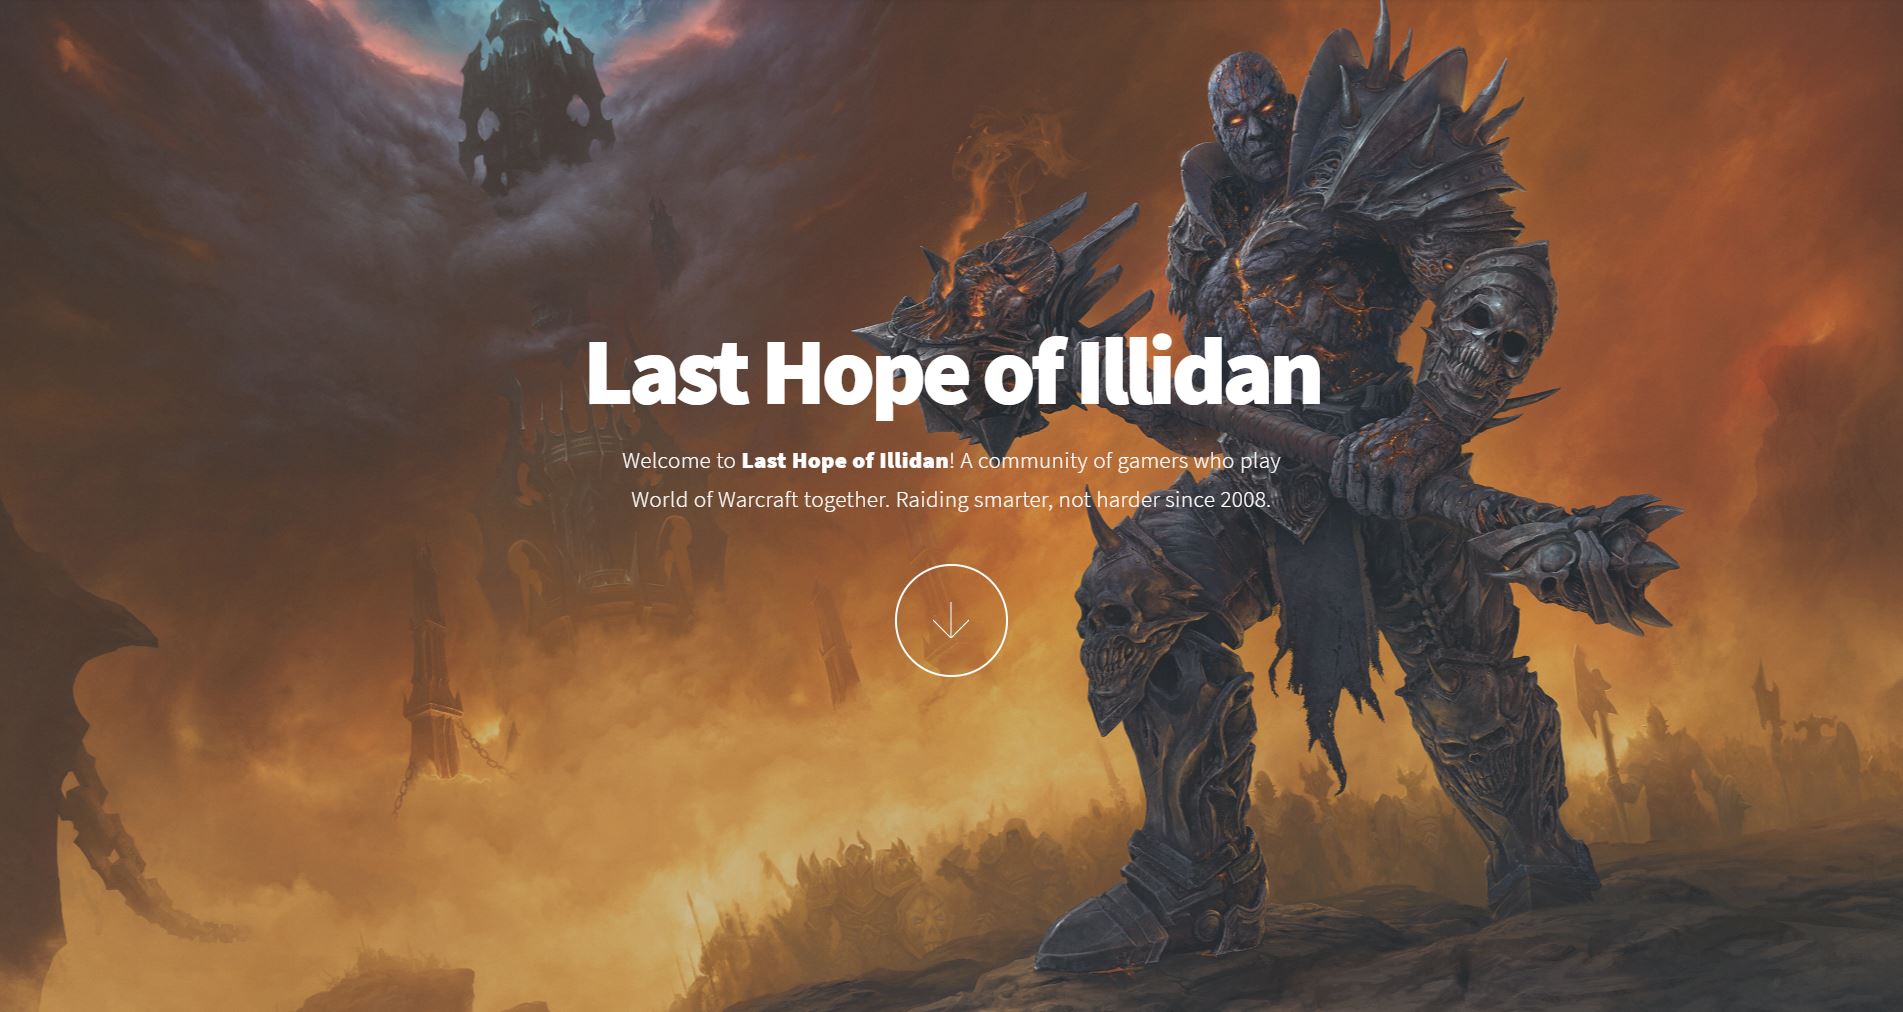 Last Hope of Illidan
Welcome to Last Hope of Illidan! A community of gamers who play
World of Warcraft together. Raiding smarter, not harder since 2008.